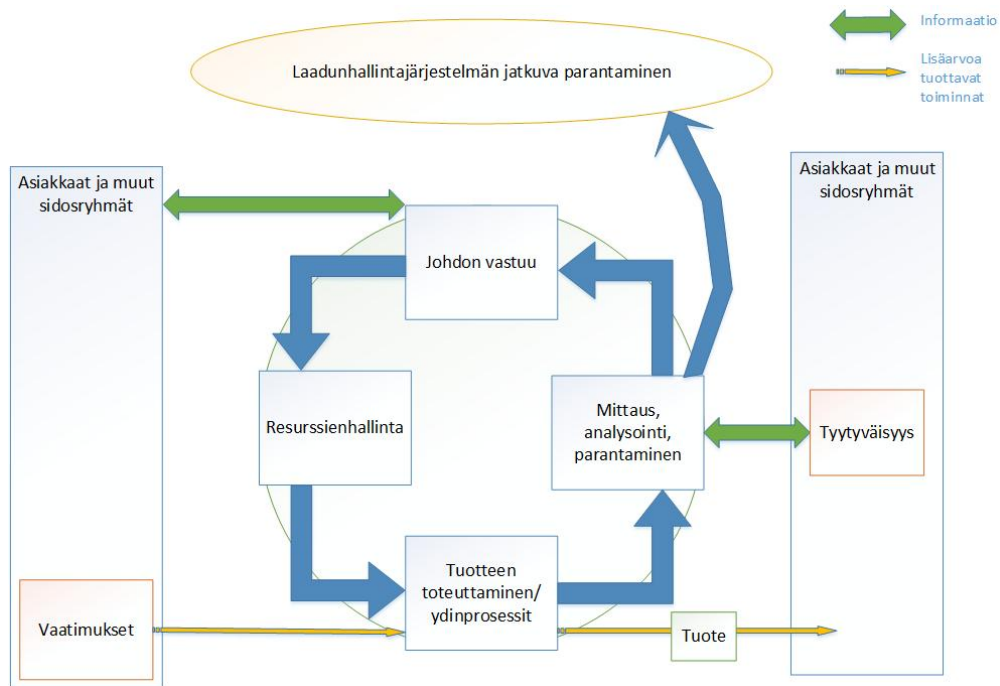 Informaatio
Lisäarvoa
tuottavat
toiminnat
Laadunhallintajärjestelmän jatkuva parantaminen
Asiakkaat ja muut
sidosryhmät
Asiakkaat ja muut
sidosryhmät
Johdon vastuu
Resurssienhallinta
Mittaus,
analysointi,
parantaminen
Tyytyväisyys
Tuotteen
toteuttaminen/
ydinprosessit
Vaatimukset
Tuote